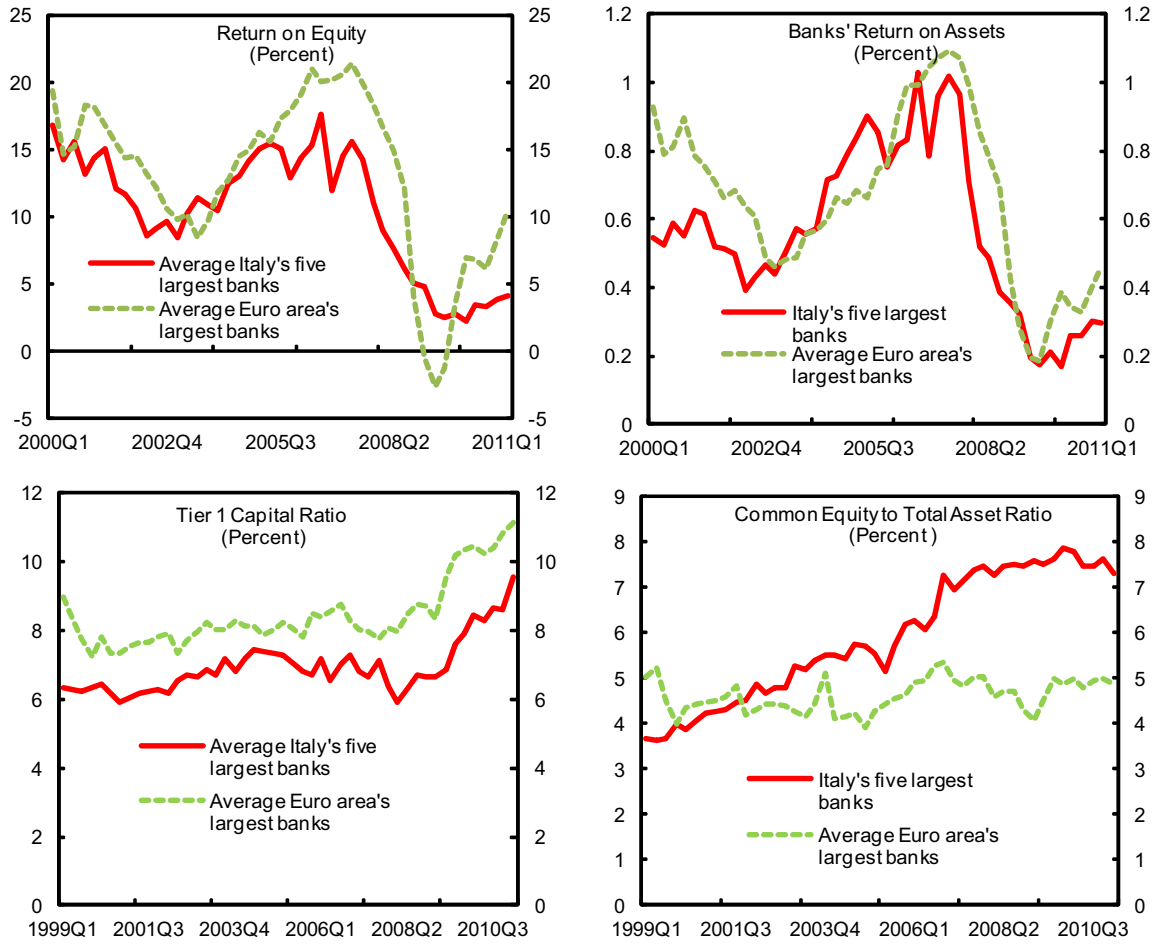 Return on Equity
(Percent)
25
20
15
10
5
0
-5
25
20
15
10
5
0
-5
Average Italy's five
largest banks
Average Euro area's
largest banks
2000Q1 2002Q4 2005Q3 2008Q2 2011Q1
Banks' Return on Assets
(Percent)
1.2
1
0.8
0.6
0.4
0.2
0
1.2
1
0.8
0.6
0.4
0.2
0
Italy's five largest
banks
Average Euro area's
largest banks
2000Q1 2002Q4 2005Q3 2008Q2 2011Q1
Tier 1 Capital Ratio
(Percent)
12
10
8
6
4
2
0
12
10
8
6
4
2
0
Average Italy's five
largest banks
Average Euro area's
largest banks
1999Q1 2001Q3 2003Q4 2006Q1 2008Q2 2010Q3
Common Equity to Total Asset Ratio
(Percent )
9
8
7
6
5
4
3
2
1
0
9
8
7
6
5
4
3
2
1
0
Italy's five largest
banks
Average Euro area's
largest banks
1999Q1 2001Q3 2003Q4 2006Q1 2008Q2 2010Q3